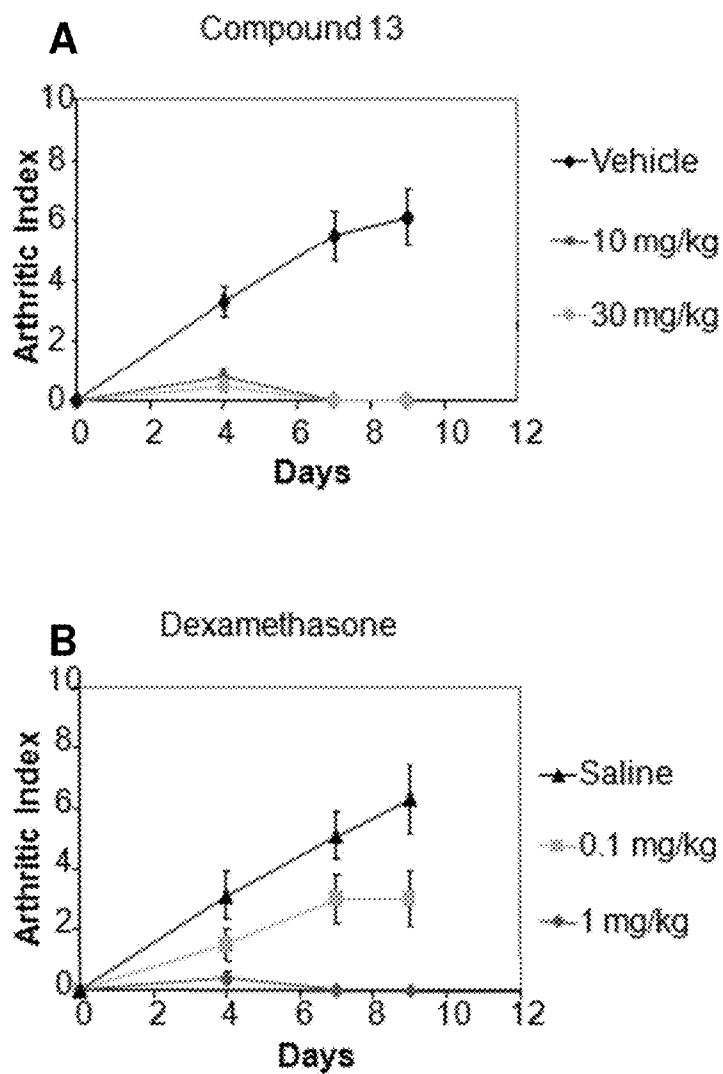 A
Compound 13
10
8
6
4
2
0
Arthritic Index
0 2 4 6 8 10 12
Days
Vehicle
10 mg/kg
30 mg/kg
B
Dexamethasone
10
8
6
4
2
0
Arthritic Index
0 2 4 6 8 10 12
Days
Saline
0.1 mg/kg
1 mg/kg